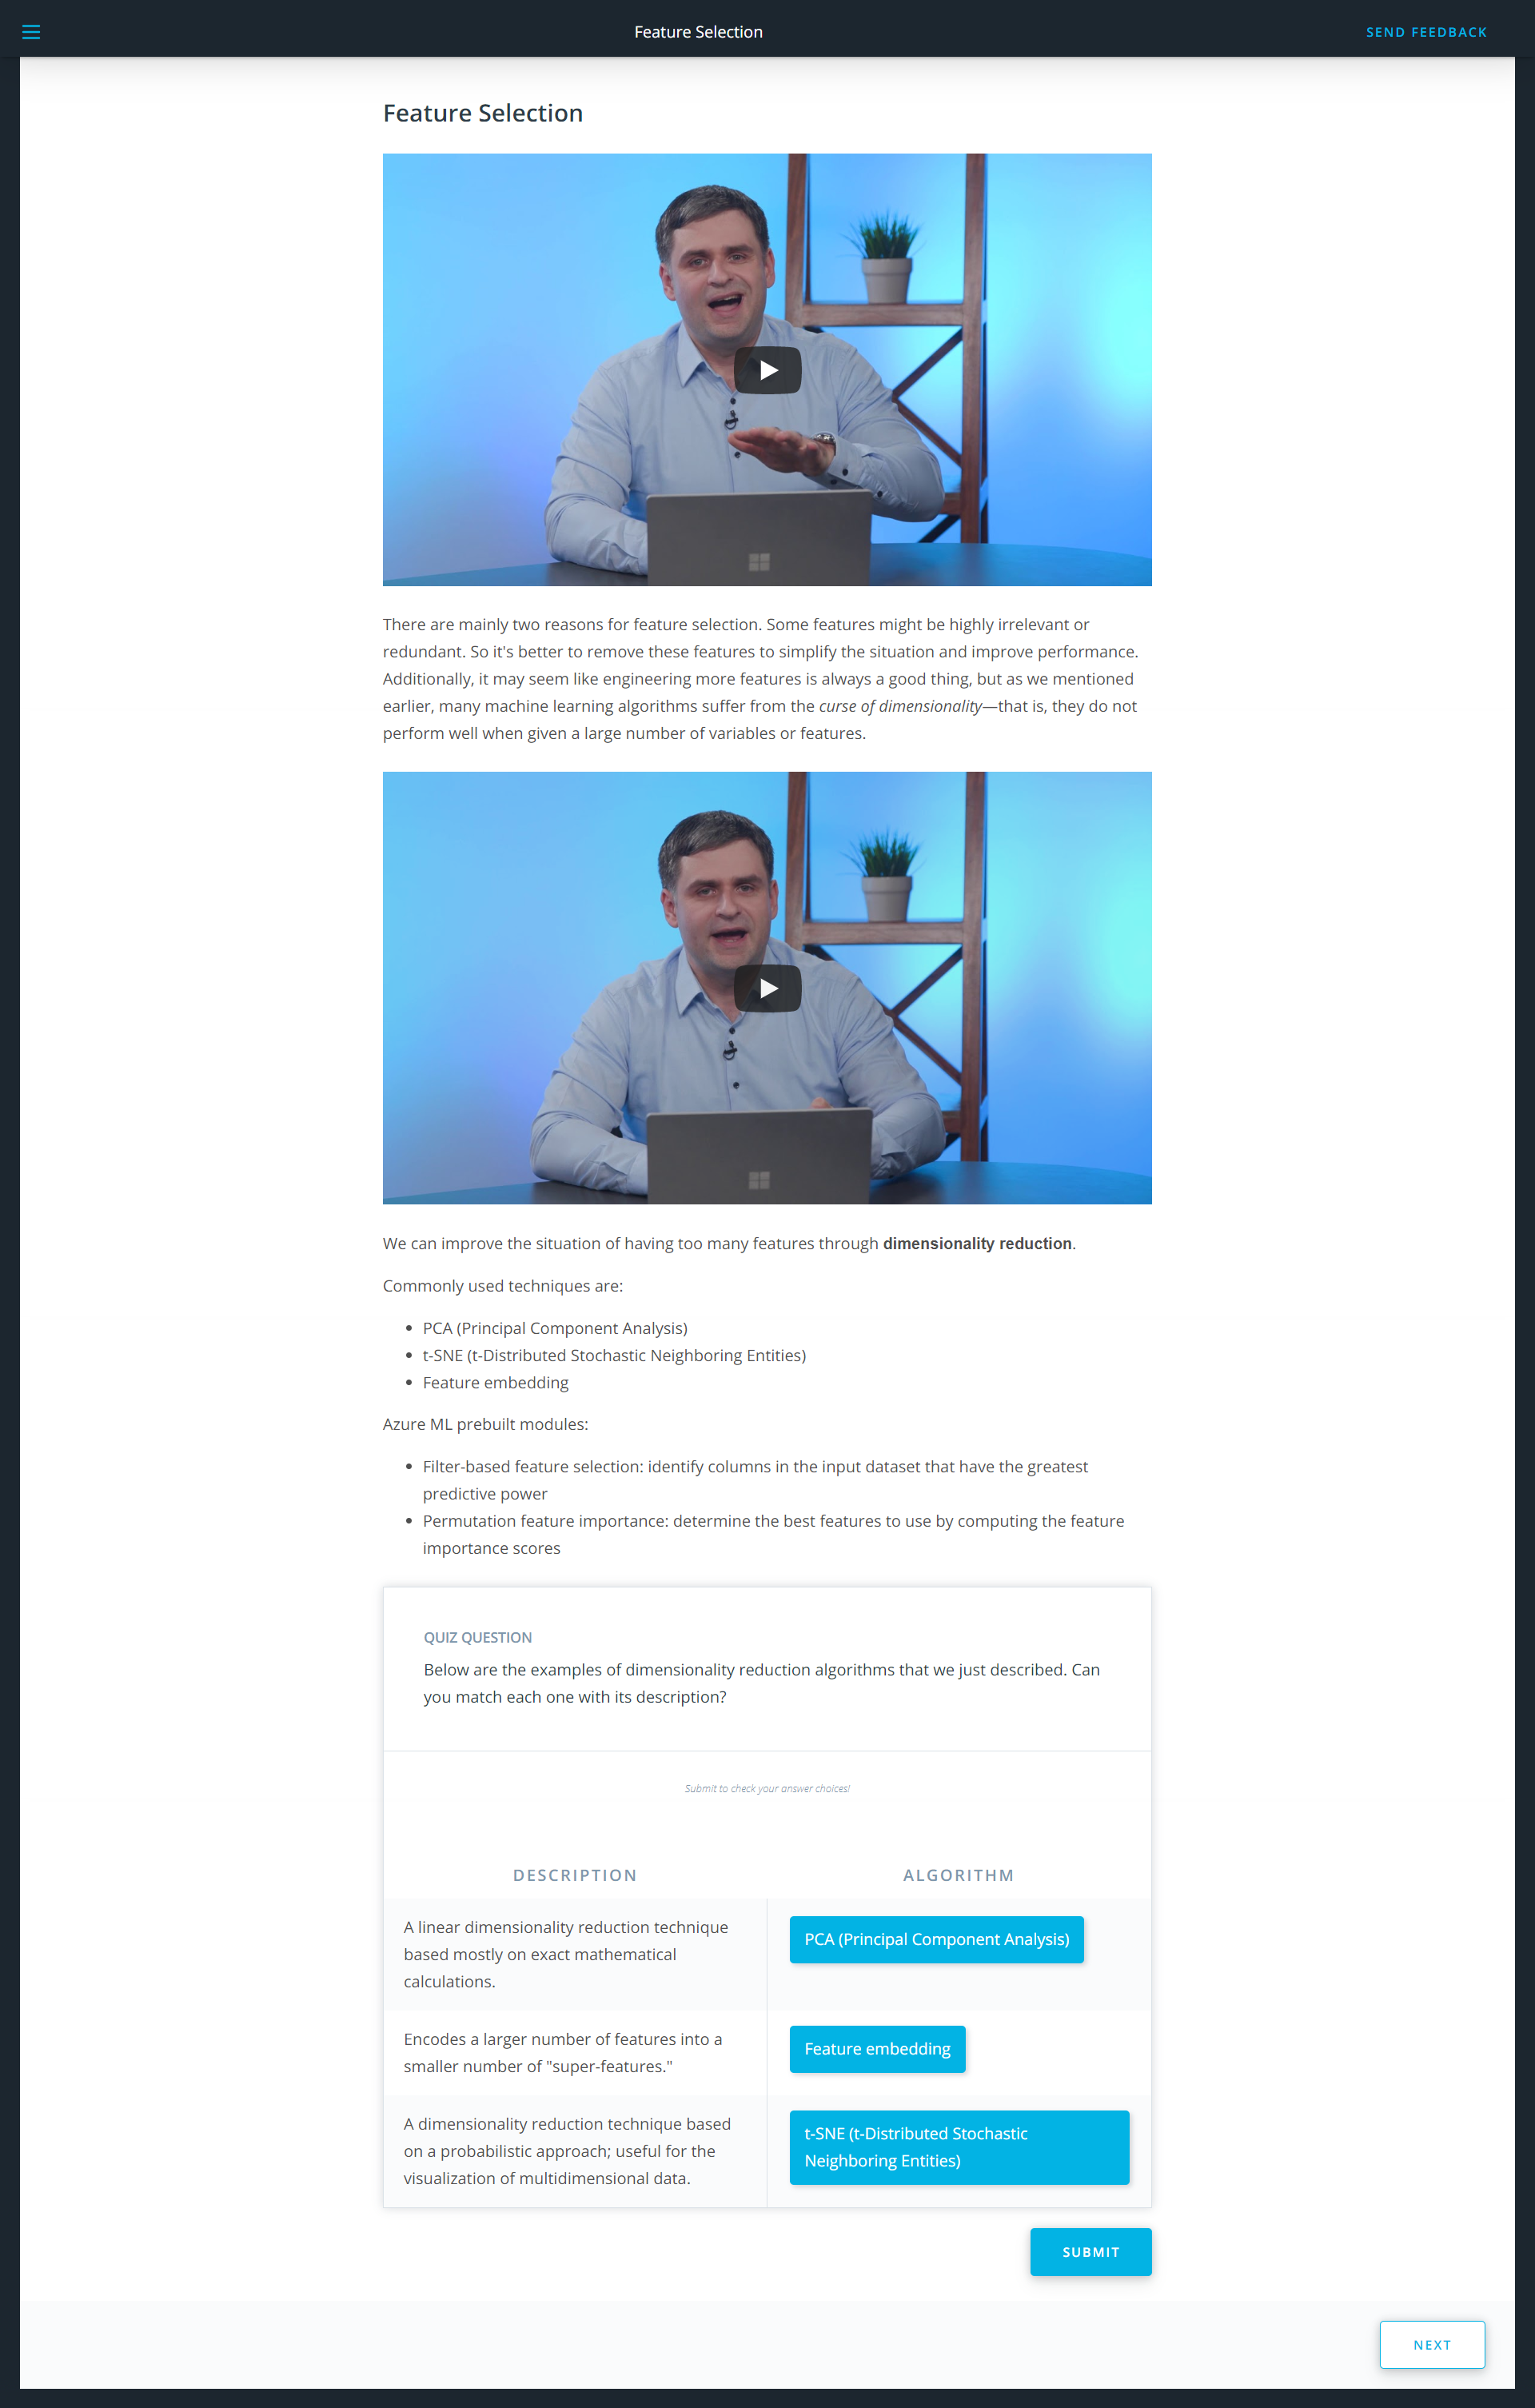 Feature Selection
SEND FEEDBACK
Feature Selection
There are mainly two reasons for feature selection. Some features might be highly irrelevant or
redundant. So it's better to remove these features to simplify the situation and improve performance.
Additionally, it may seem like engineering more features is always a good thing, but as we mentioned
earlier, many machine learning algorithms suffer from the curse of dimensionality—that is, they do not
perform well when given a large number of variables or features.
We can improve the situation of having too many features through dimensionality reduction.
Commonly used techniques are:
• PCA (Principal Component Analysis)
• t-SNE (t-Distributed Stochastic Neighboring Entities)
• Feature embedding
Azure ML prebuilt modules:
• Filter-based feature selection: identify columns in the input dataset that have the greatest
predictive power
• Permutation feature importance: determine the best features to use by computing the feature
importance scores
QUIZ QUESTION
Below are the examples of dimensionality reduction algorithms that we just described. Can
you match each one with its description?
Submit to check your answer choices!
DESCRIPTION
ALGORITHM
A linear dimensionality reduction technique
based mostly on exact mathematical
calculations.
PCA (Principal Component Analysis)
Encodes a larger number of features into a
smaller number of "super-features."
Feature embedding
A dimensionality reduction technique based
on a probabilistic approach; useful for the
visualization of multidimensional data.
t-SNE (t-Distributed Stochastic
Neighboring Entities)
SUBMIT
NEXT